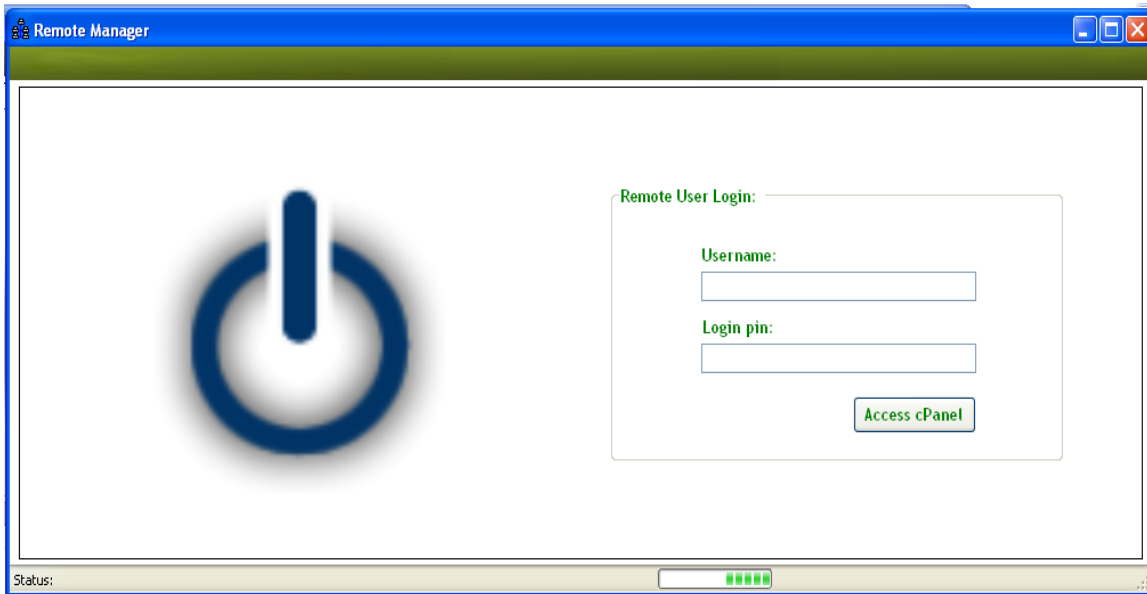 Remote Manager
Remote User Login:
Username:
Login pin:
Access cPanel
Status: